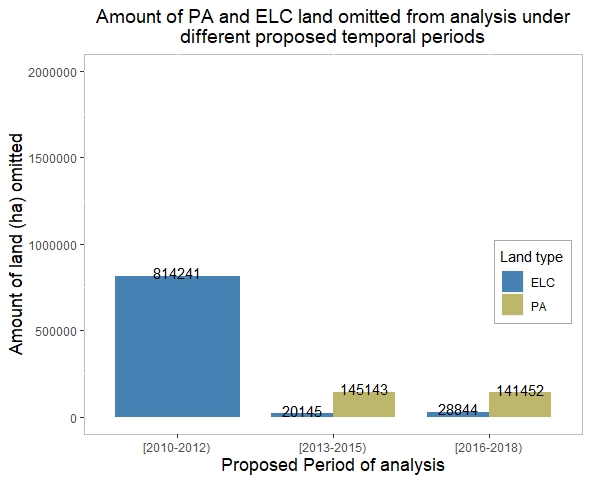 Amount of PA and ELC land omitted from analysis under
different proposed temporal periods
Amount of land (ha) omitted
2000000
1500000
1000000
500000
0
814241
20145
145143
28844
141452
Land type
ELC
PA
[2010-2012)
[2013-2015)
[2016-2018)
Proposed Period of analysis